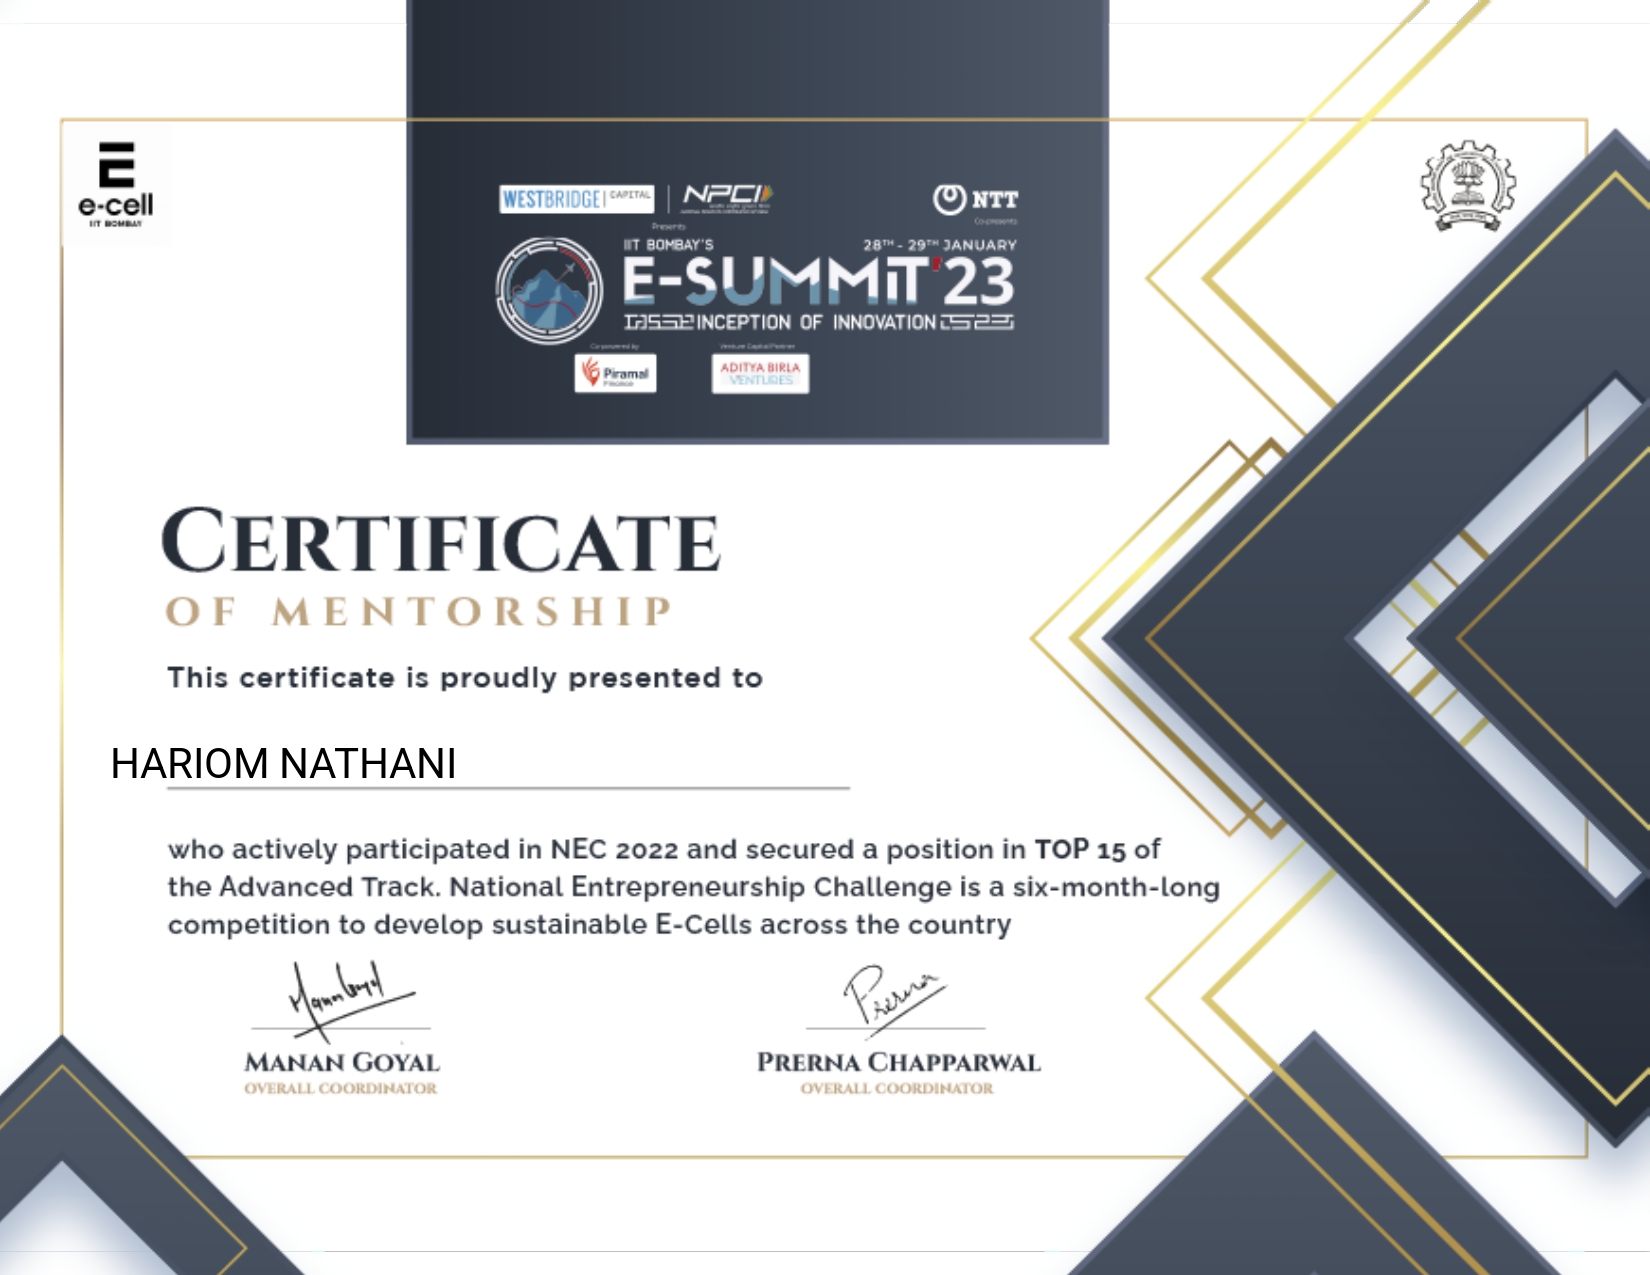 e-cell
IIT BOMBAY
WESTBRIDGE | CAPITAL
NPCI
NTT
Presents
Co-presents
IIT BOMBAY'S
28TH - 29TH JANUARY
E-SUMMIT'23
INCEPTION OF INNOVATION
Co-powered by
Venture Capital Partner
Piramal
Finance
ADITYA BIRLA
VENTURES
CERTIFICATE
OF MENTORSHIP
This certificate is proudly presented to
HARIOM NATHANI
who actively participated in NEC 2022 and secured a position in TOP 15 of
the Advanced Track. National Entrepreneurship Challenge is a six-month-long
competition to develop sustainable E-Cells across the country
Manan Goyal
Prerna
MANAN GOYAL
PRERNA CHAPPARWAL
OVERALL COORDINATOR
OVERALL COORDINATOR